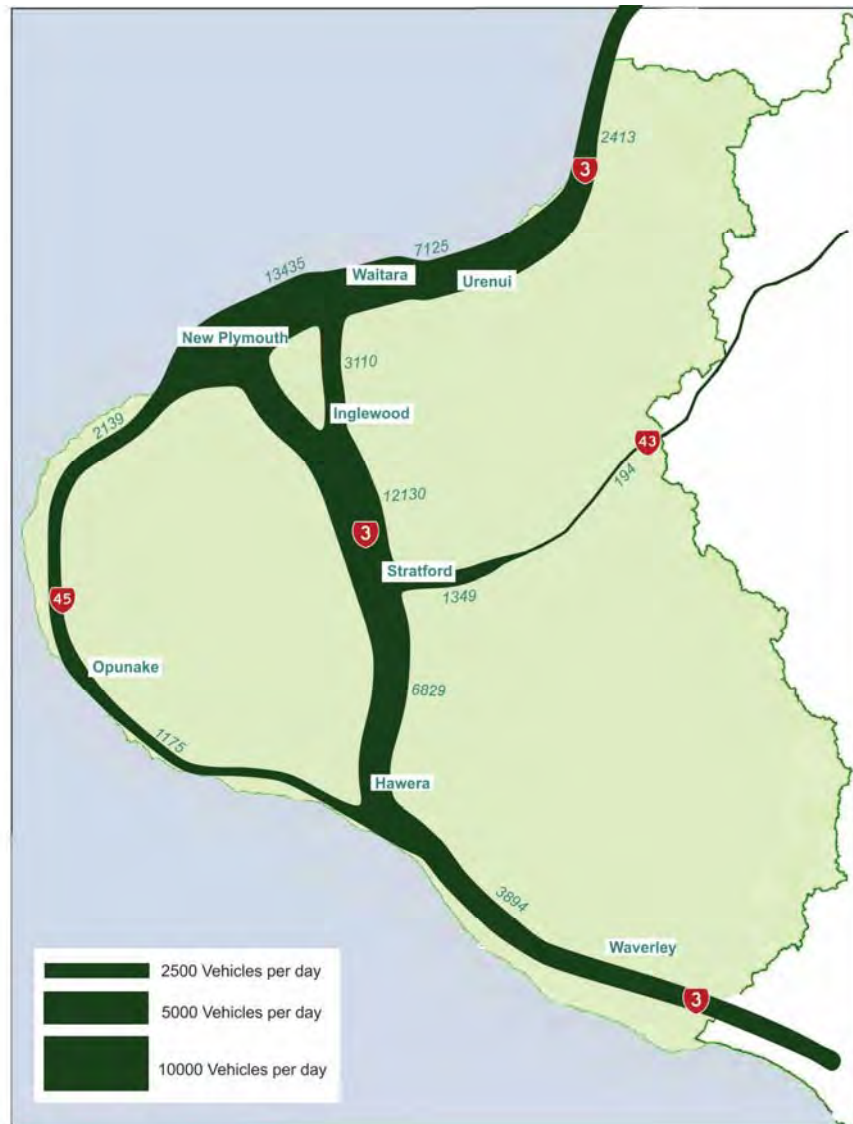 2413
3
7125
13435
Waitara
Urenui
New Plymouth
3110
Inglewood
2139
43
194
12130
3
Stratford
1349
45
Opunake
6829
1175
Hawera
3894
Waverley
3
2500 Vehicles per day
5000 Vehicles per day
10000 Vehicles per day